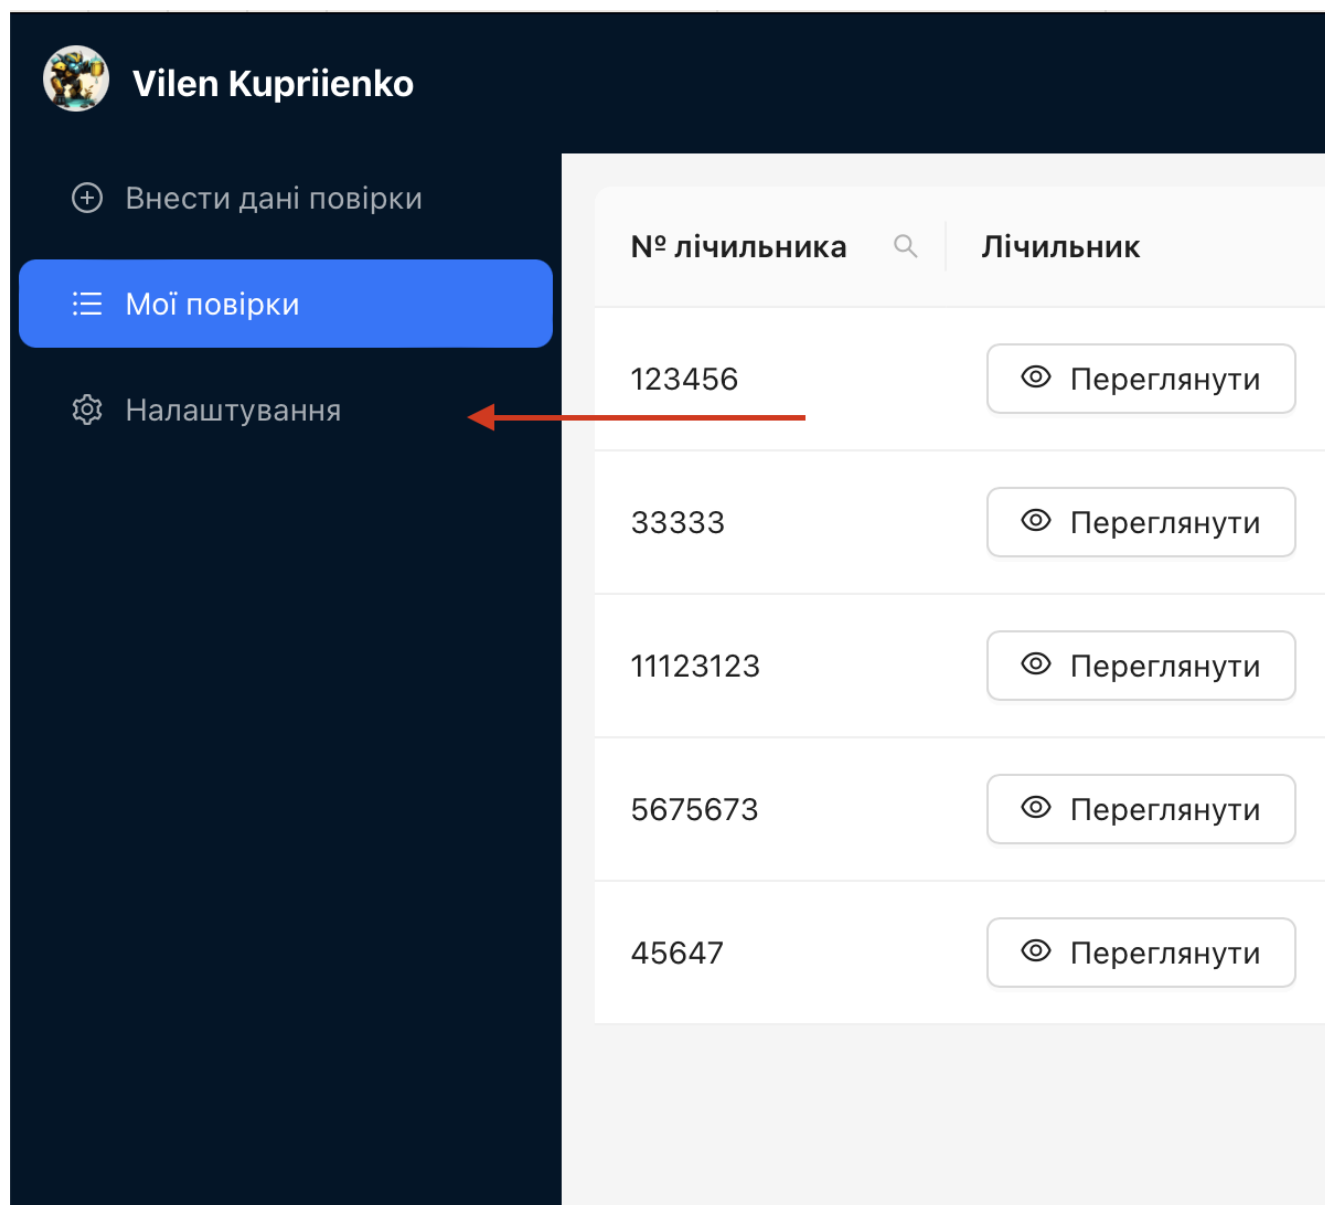 Vilen Kupriienko
Внести дані повірки
Мої повірки
Налаштування
№ лічильника Лічильник
123456 Переглянути
33333 Переглянути
11123123 Переглянути
5675673 Переглянути
45647 Переглянути